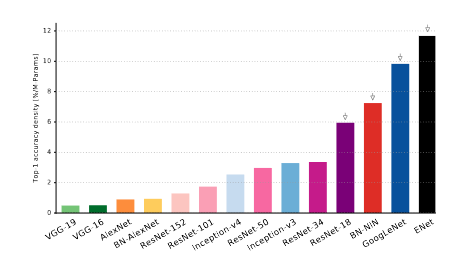 12
10
8
6
4
2
0
Top 1 accuracy density [%/M-Params]
VGG-19
VGG-16
AlexNet
BN-AlexNet
ResNet-152
ResNet-101
Inception-v4
ResNet-50
Inception-v3
ResNet-34
ResNet-18
BN-NIN
GoogLeNet
ENet